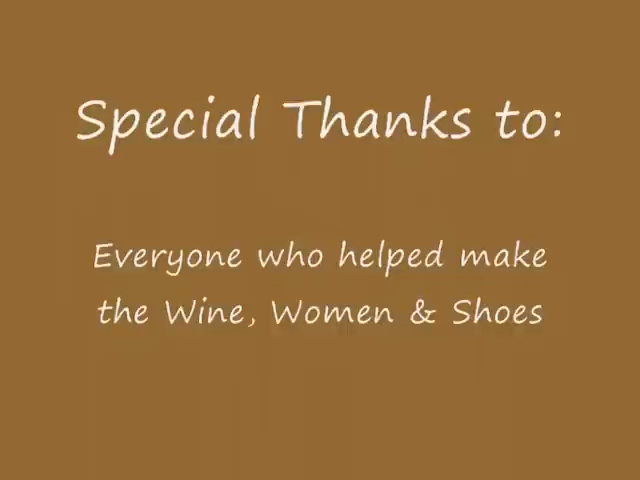 Special Thanks to:
Everyone who helped make
the Wine, Women & Shoes